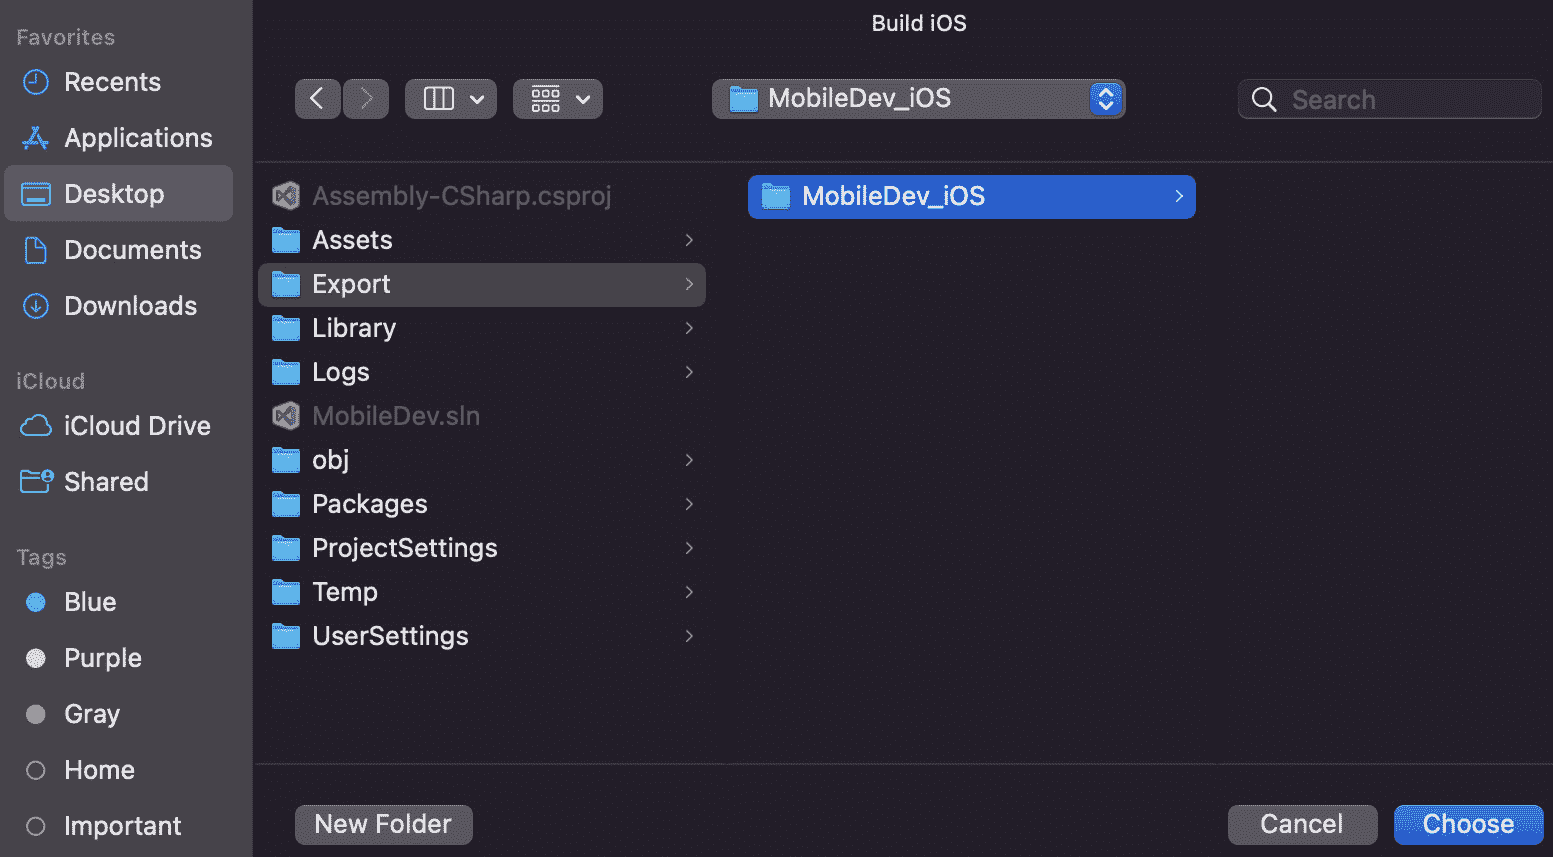 Build iOS
MobileDev_iOS
Search
Favorites
Recents
Applications
Desktop
Documents
Downloads
iCloud
iCloud Drive
Shared
Tags
Blue
Purple
Gray
Home
Important
Assembly-CSharp.csproj
Assets
Export
Library
Logs
MobileDev.sln
obj
Packages
ProjectSettings
Temp
UserSettings
MobileDev_iOS
New Folder
Cancel
Choose